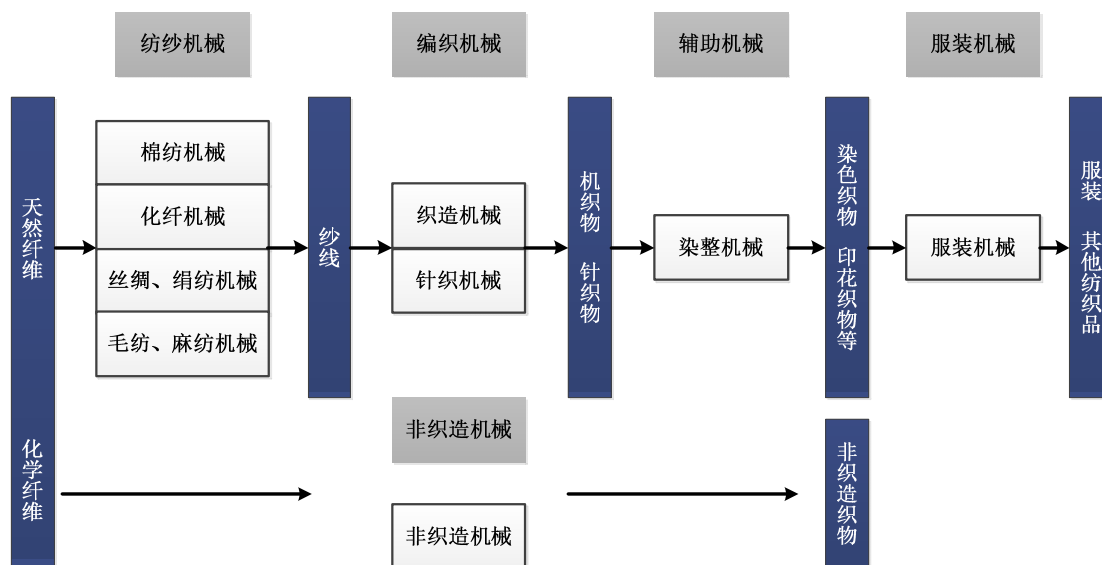 纺纱机械
编织机械
辅助机械
服装机械
天然纤维
化学纤维
棉纺机械
化纤机械
丝绸、绢纺机械
毛纺、麻纺机械
纱线
织造机械
针织机械
机织物 针织物
染整机械
染色织物 印花织物等
服装机械
服装 其他纺织品
非织造机械
非织造机械
非织造织物